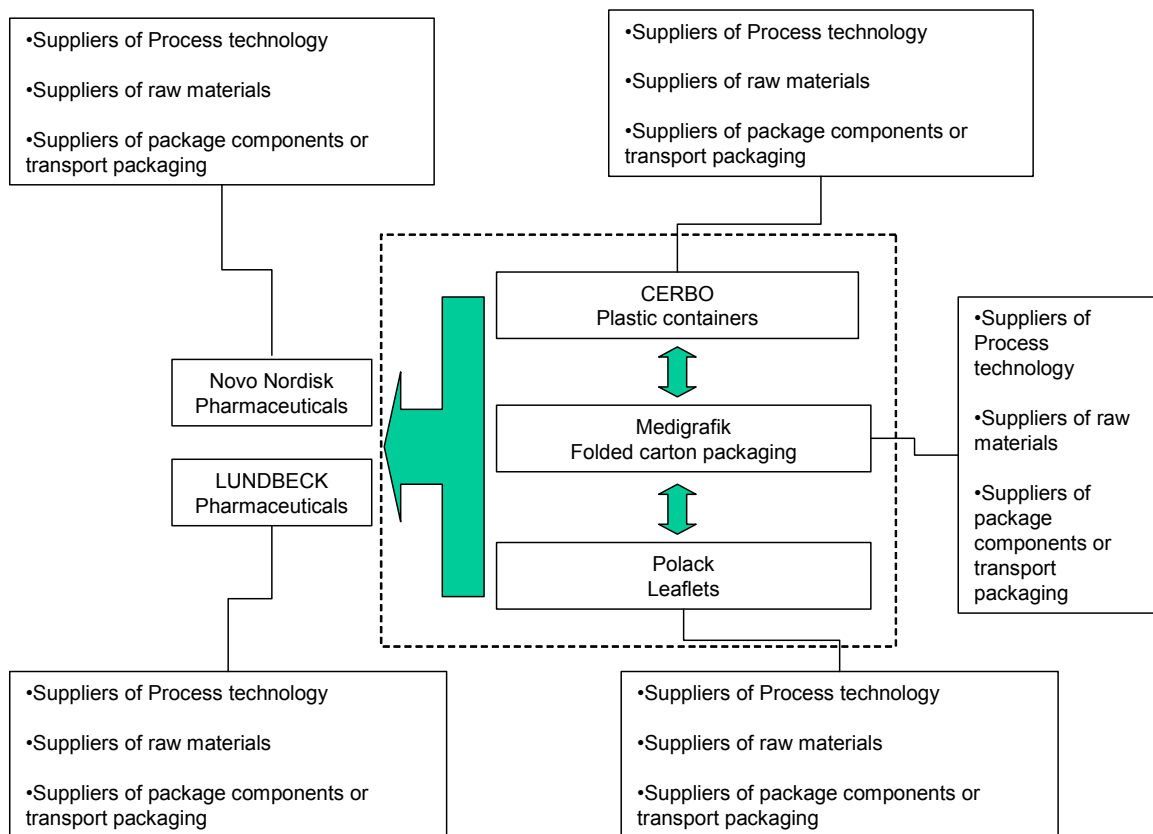 •Suppliers of Process technology
•Suppliers of raw materials
•Suppliers of package components or
transport packaging
•Suppliers of Process technology
•Suppliers of raw materials
•Suppliers of package components or
transport packaging
CERBO
Plastic containers
•Suppliers of
Process
technology
•Suppliers of raw
materials
•Suppliers of
package
components or
transport
packaging
Novo Nordisk
Pharmaceuticals
Medigrafik
Folded carton packaging
LUNDBECK
Pharmaceuticals
Polack
Leaflets
•Suppliers of Process technology
•Suppliers of raw materials
•Suppliers of package components or
transport packaging
•Suppliers of Process technology
•Suppliers of raw materials
•Suppliers of package components or
transport packaging